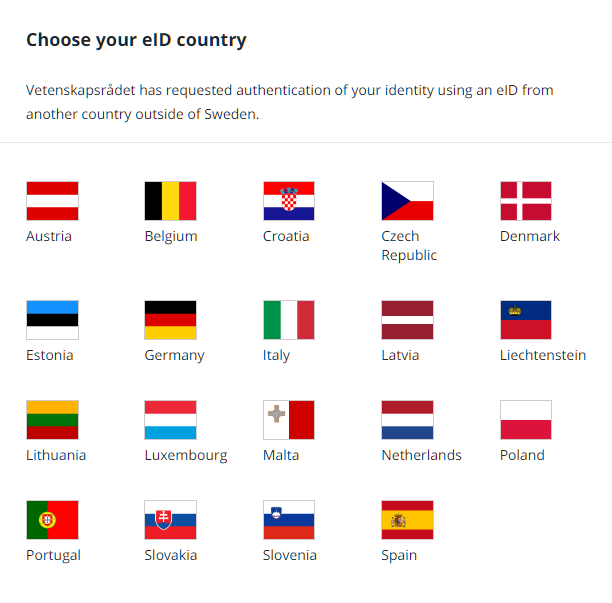 Choose your eID country
Vetenskapsrådet has requested authentication of your identity using an eID from
another country outside of Sweden.
Austria
Belgium
Croatia
Czech
Republic
Denmark
Estonia
Germany
Italy
Latvia
Liechtenstein
Lithuania
Luxembourg
Malta
Netherlands
Poland
Portugal
Slovakia
Slovenia
Spain